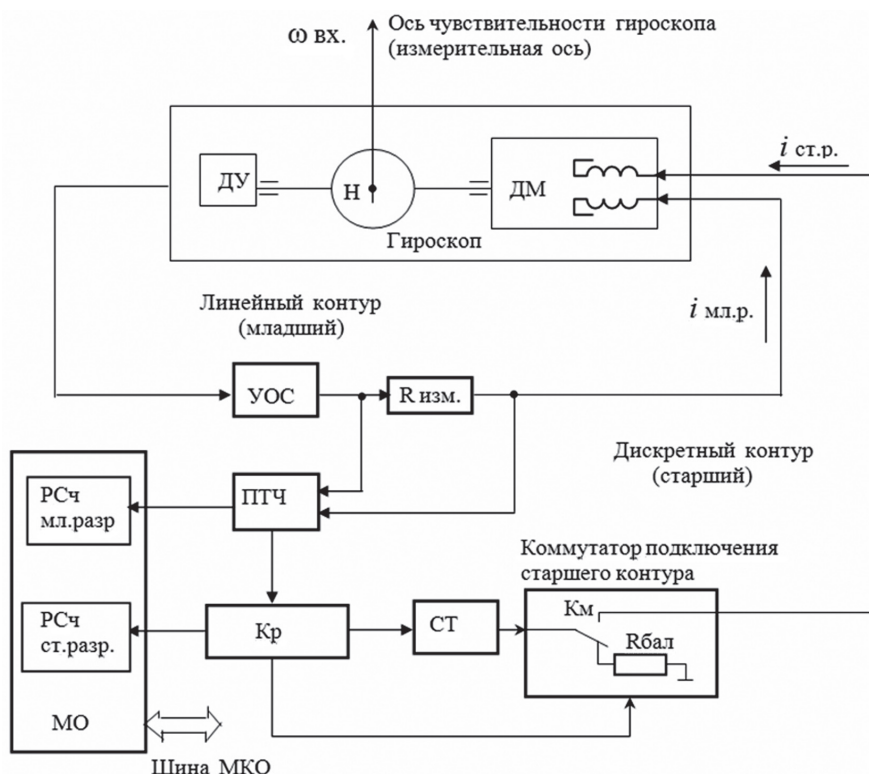 ω вх.
Ось чувствительности гироскопа
(измерительная ось)
i ст.р.
ДУ
Н
ДМ
Гироскоп
Линейный контур
(младший)
i мл.р.
УОС
R изм.
Дискретный контур
(старший)
РСч
мл.разр
ПТЧ
Коммутатор подключения
старшего контура
РСч
ст.разр.
Кр
СТ
Км
Rбал
МО
Шина МКО